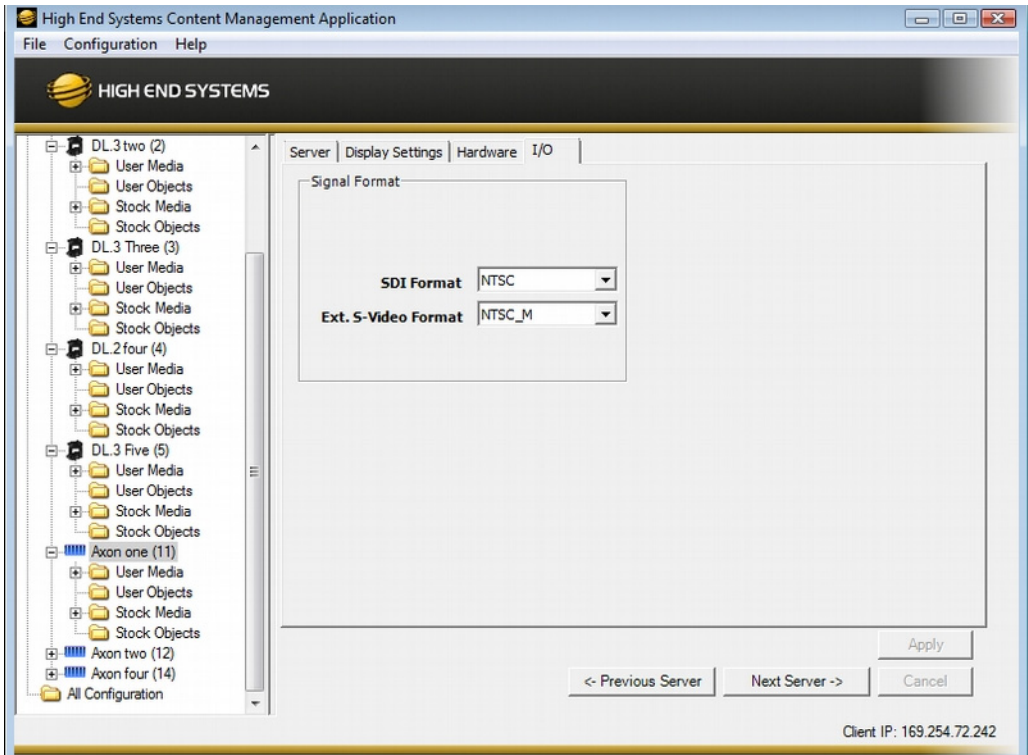 High End Systems Content Management Application
File Configuration Help
HIGH END SYSTEMS
DL.3 two (2)
User Media
User Objects
Stock Media
Stock Objects
DL.3 Three (3)
User Media
User Objects
Stock Media
Stock Objects
DL.2 four (4)
User Media
User Objects
Stock Media
Stock Objects
DL.3 Five (5)
User Media
User Objects
Stock Media
Stock Objects
Axon one (11)
User Media
User Objects
Stock Media
Stock Objects
Axon two (12)
Axon four (14)
All Configuration
Server Display Settings Hardware I/O
Signal Format
SDI Format NTSC
Ext. S-Video Format NTSC_M
Apply
<- Previous Server Next Server -> Cancel
Client IP: 169.254.72.242